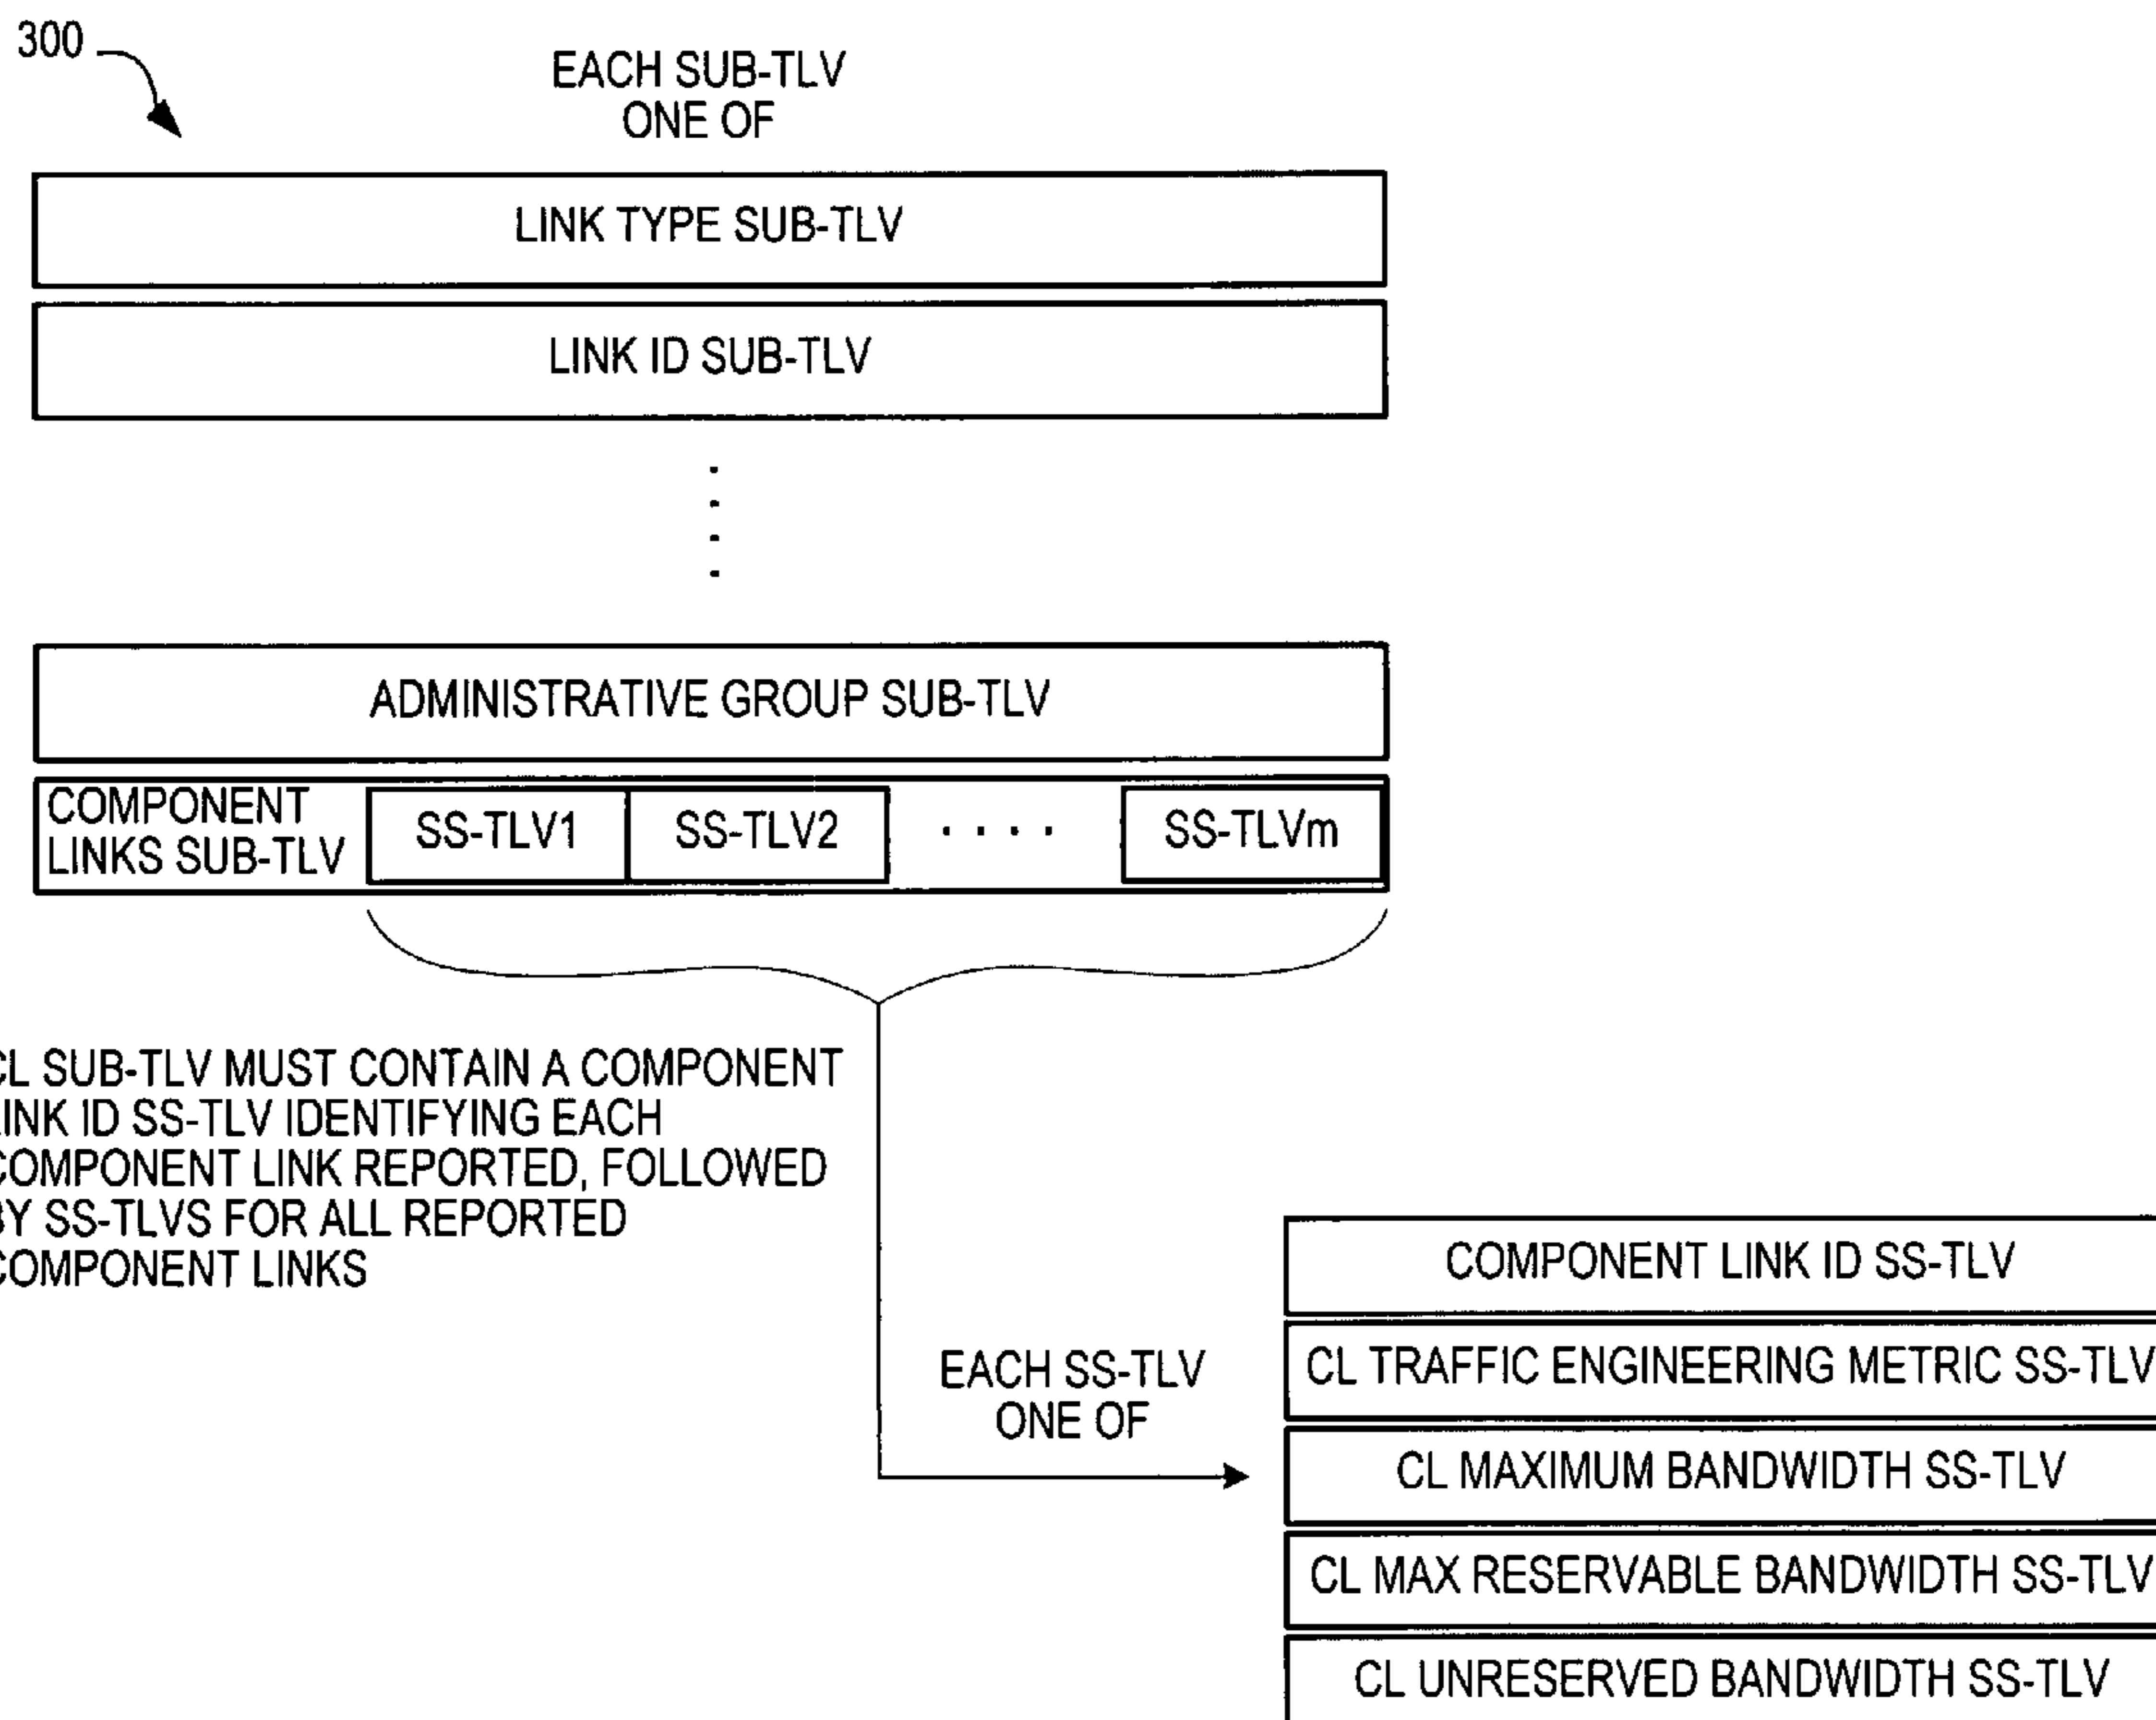 300
EACH SUB-TLV
ONE OF
LINK TYPE SUB-TLV
LINK ID SUB-TLV
ADMINISTRATIVE GROUP SUB-TLV
COMPONENT
LINKS SUB-TLV
SS-TLV1
SS-TLV2
. . . .
SS-TLVm
CL SUB-TLV MUST CONTAIN A COMPONENT
LINK ID SS-TLV IDENTIFYING EACH
COMPONENT LINK REPORTED, FOLLOWED
BY SS-TLVS FOR ALL REPORTED
COMPONENT LINKS
EACH SS-TLV
ONE OF
COMPONENT LINK ID SS-TLV
CL TRAFFIC ENGINEERING METRIC SS-TLV
CL MAXIMUM BANDWIDTH SS-TLV
CL MAX RESERVABLE BANDWIDTH SS-TLV
CL UNRESERVED BANDWIDTH SS-TLV